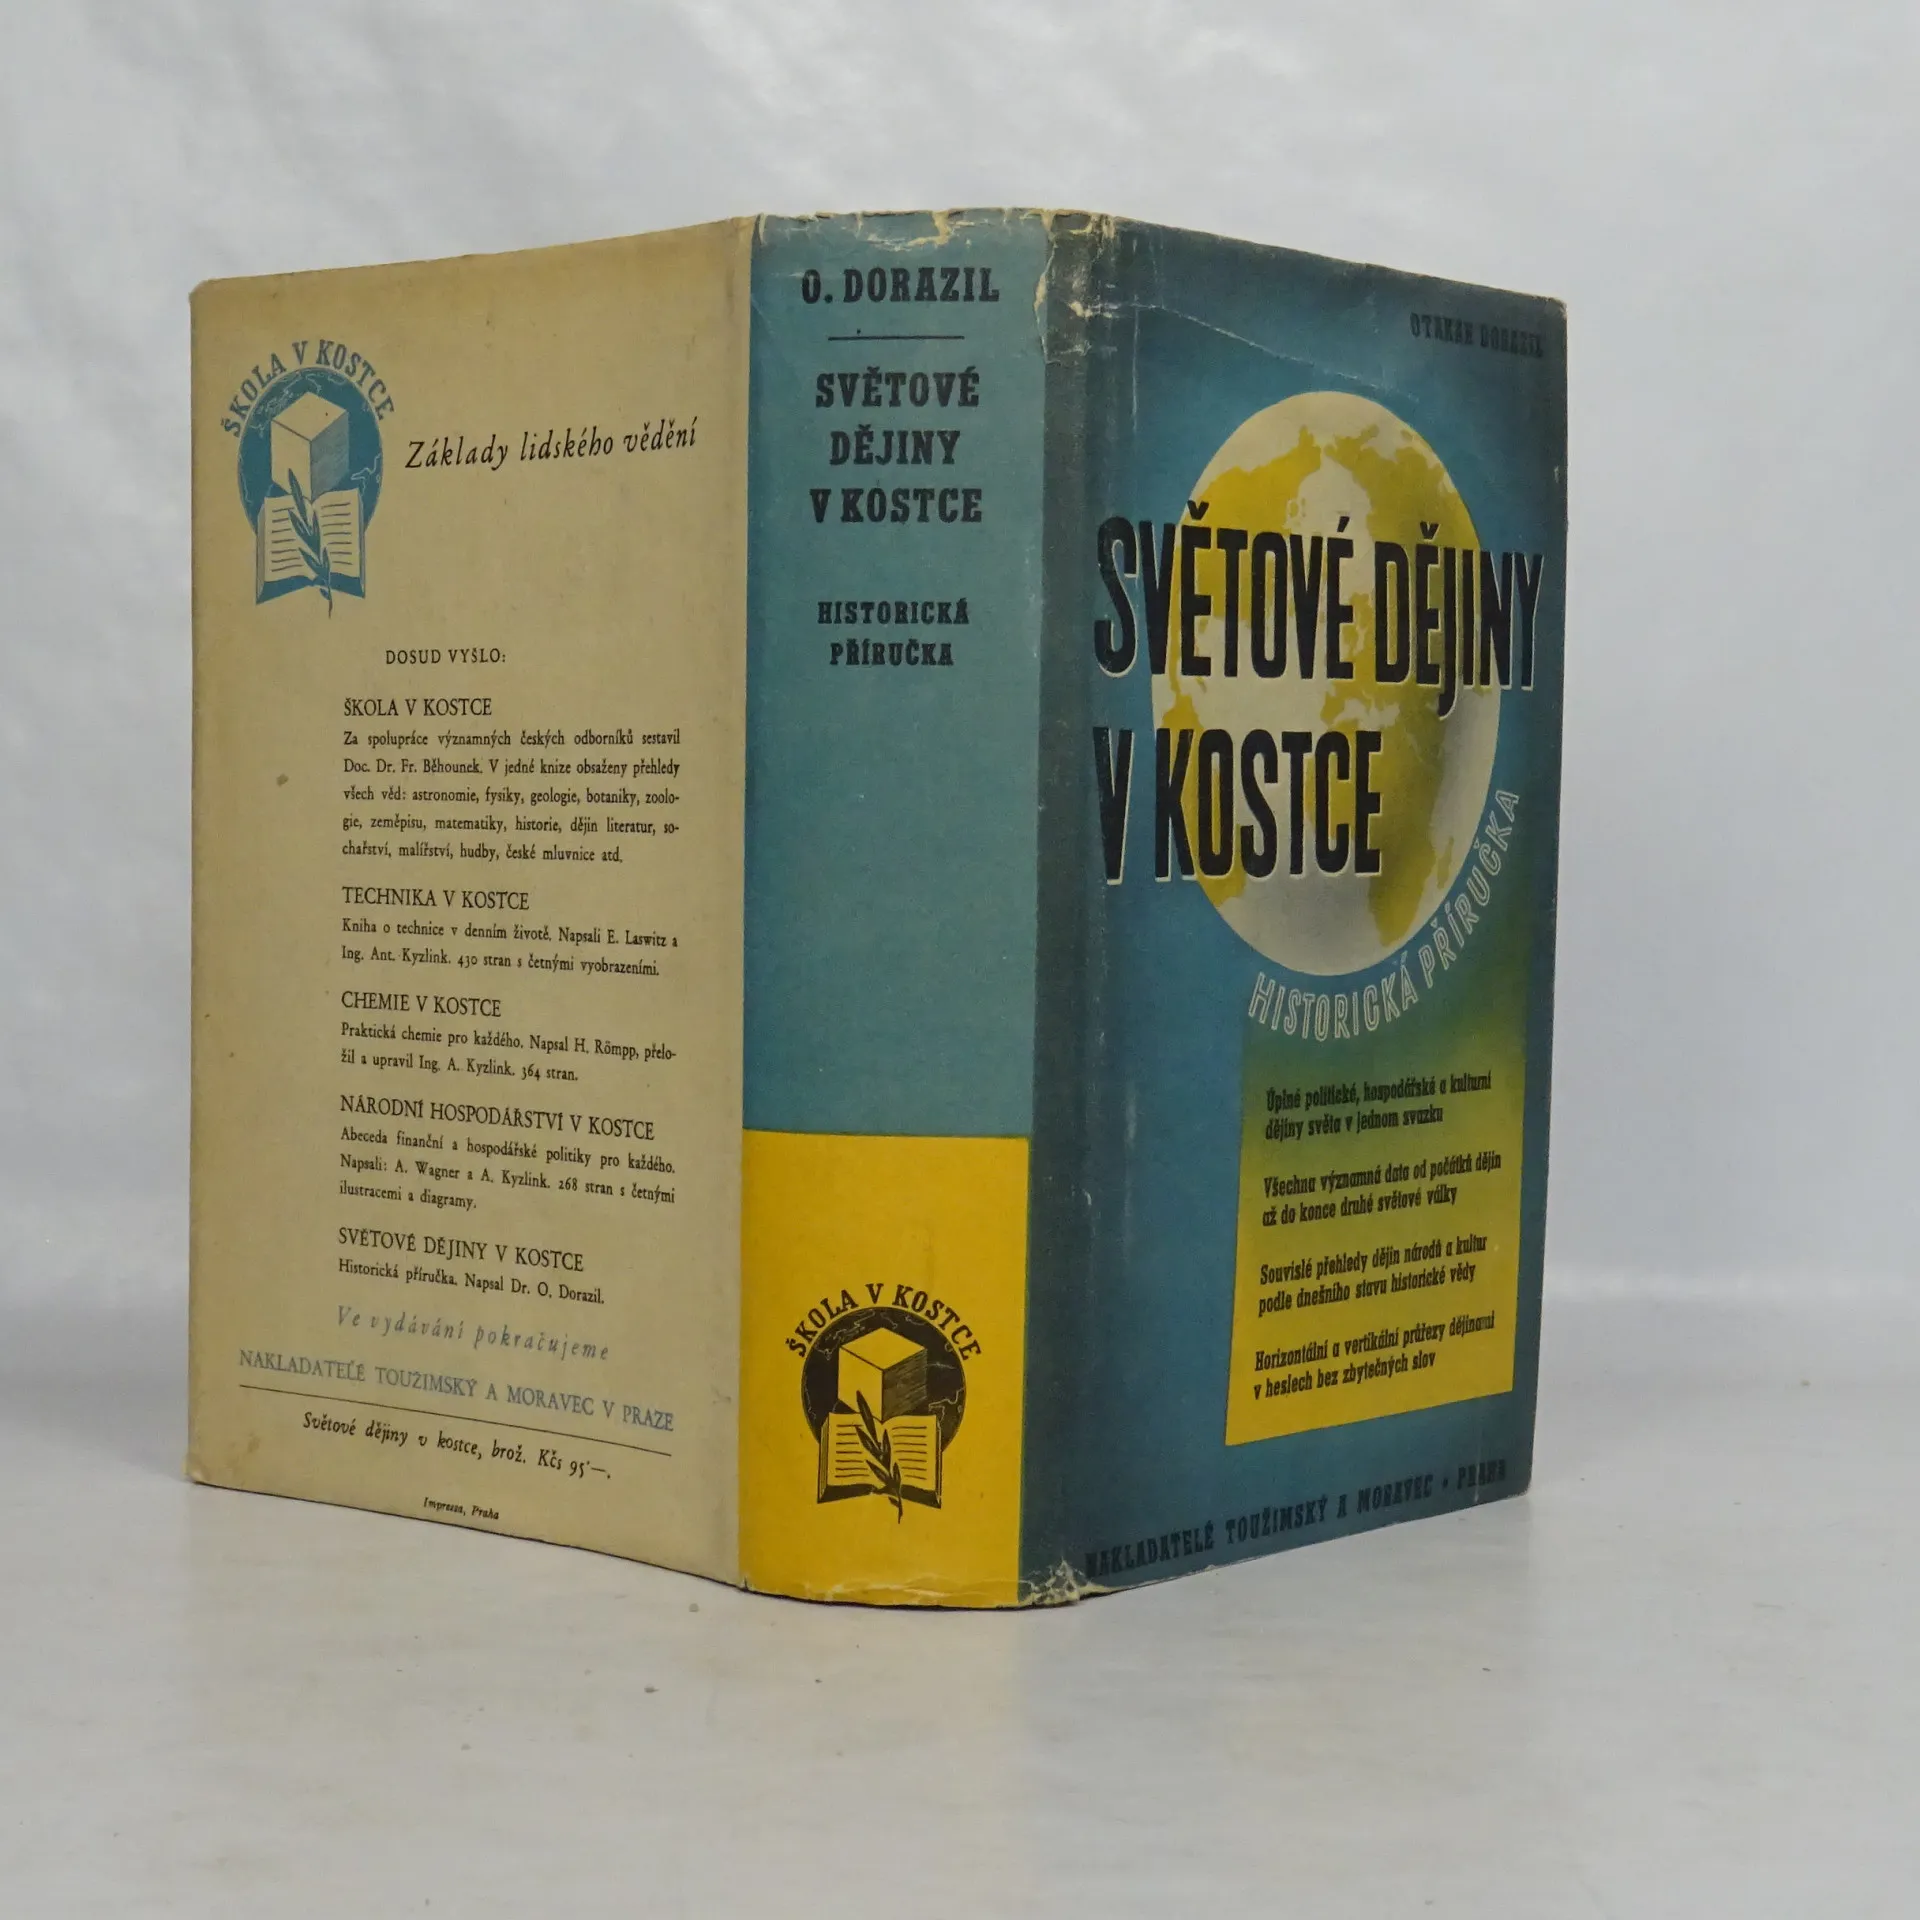 ŠKOLA V KOSTCE
Základy lidského vědění
DOSUD VYŠLO:
ŠKOLA V KOSTCE
Za spolupráce významných českých odborníků sestavil
Doc. Dr. Fr. Běhounek. V jedné knize obsaženy přehledy
všech věd: astronomie, fysiky, geologie, botaniky, zoolo-
gie, zeměpisu, matematiky, historie, dějin literatur, so-
chařství, malířství, hudby, české mluvnice atd.
TECHNIKA V KOSTCE
Kniha o technice v denním životě. Napsali E. Laswitz a
Ing. Ant. Kyzlink. 430 stran s četnými vyobrazeními.
CHEMIE V KOSTCE
Praktická chemie pro každého. Napsal H. Römpp, přelo-
žil a upravil Ing. A. Kyzlink. 364 stran.
NÁRODNÍ HOSPODÁŘSTVÍ V KOSTCE
Abeceda finanční a hospodářské politiky pro každého.
Napsali: A. Wagner a A. Kyzlink. 268 stran s četnými
ilustracemi a diagramy.
SVĚTOVÉ DĚJINY V KOSTCE
Historická příručka. Napsal Dr. O. Dorazil.
Ve vydávání pokračujeme
NAKLADATELÉ TOUŽIMSKÝ A MORAVEC V PRAZE
Světové dějiny v kostce, brož. Kčs 95·—.
Impressa, Praha
O. DORAZIL
SVĚTOVÉ
DĚJINY
V KOSTCE
HISTORICKÁ
PŘÍRUČKA
ŠKOLA V KOSTCE
OTAKAR DORAZIL
SVĚTOVÉ DĚJINY
V KOSTCE
HISTORICKÁ PŘÍRUČKA
Úplné politické, hospodářské a kulturní
dějiny světa v jednom svazku
Všechna významná data od počátků dějin
až do konce druhé světové války
Souvislé přehledy dějin národů a kultur
podle dnešního stavu historické vědy
Horizontální a vertikální průřezy dějinami
v heslech bez zbytečných slov
NAKLADATELÉ TOUŽIMSKÝ A MORAVEC • PRAHA